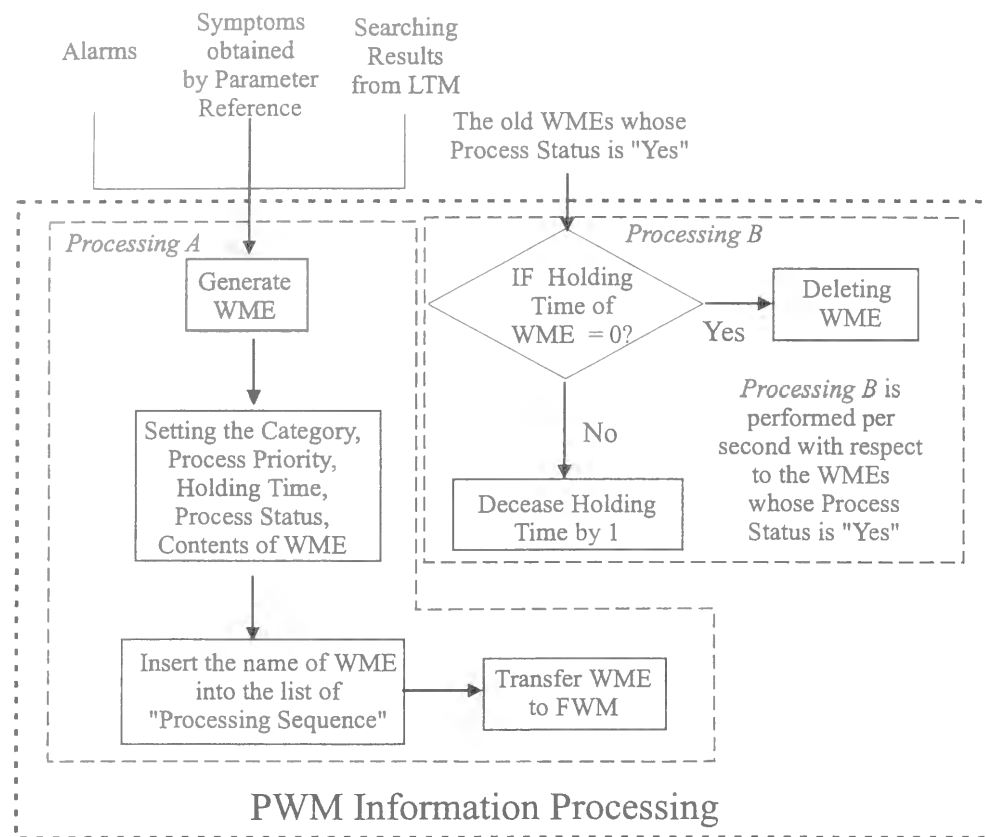 Alarms
Symptoms
obtained
by Parameter
Reference
Searching
Results
from LTM
The old WMEs whose
Process Status is "Yes"
Processing A
Generate
WME
Setting the Category,
Process Priority,
Holding Time,
Process Status,
Contents of WME
Insert the name of WME
into the list of
"Processing Sequence"
Transfer WME
to FWM
Processing B
IF Holding
Time of
WME = 0?
Yes
Deleting
WME
No
Decease Holding
Time by 1
Processing B is
performed per
second with respect
to the WMEs
whose Process
Status is "Yes"
PWM Information Processing